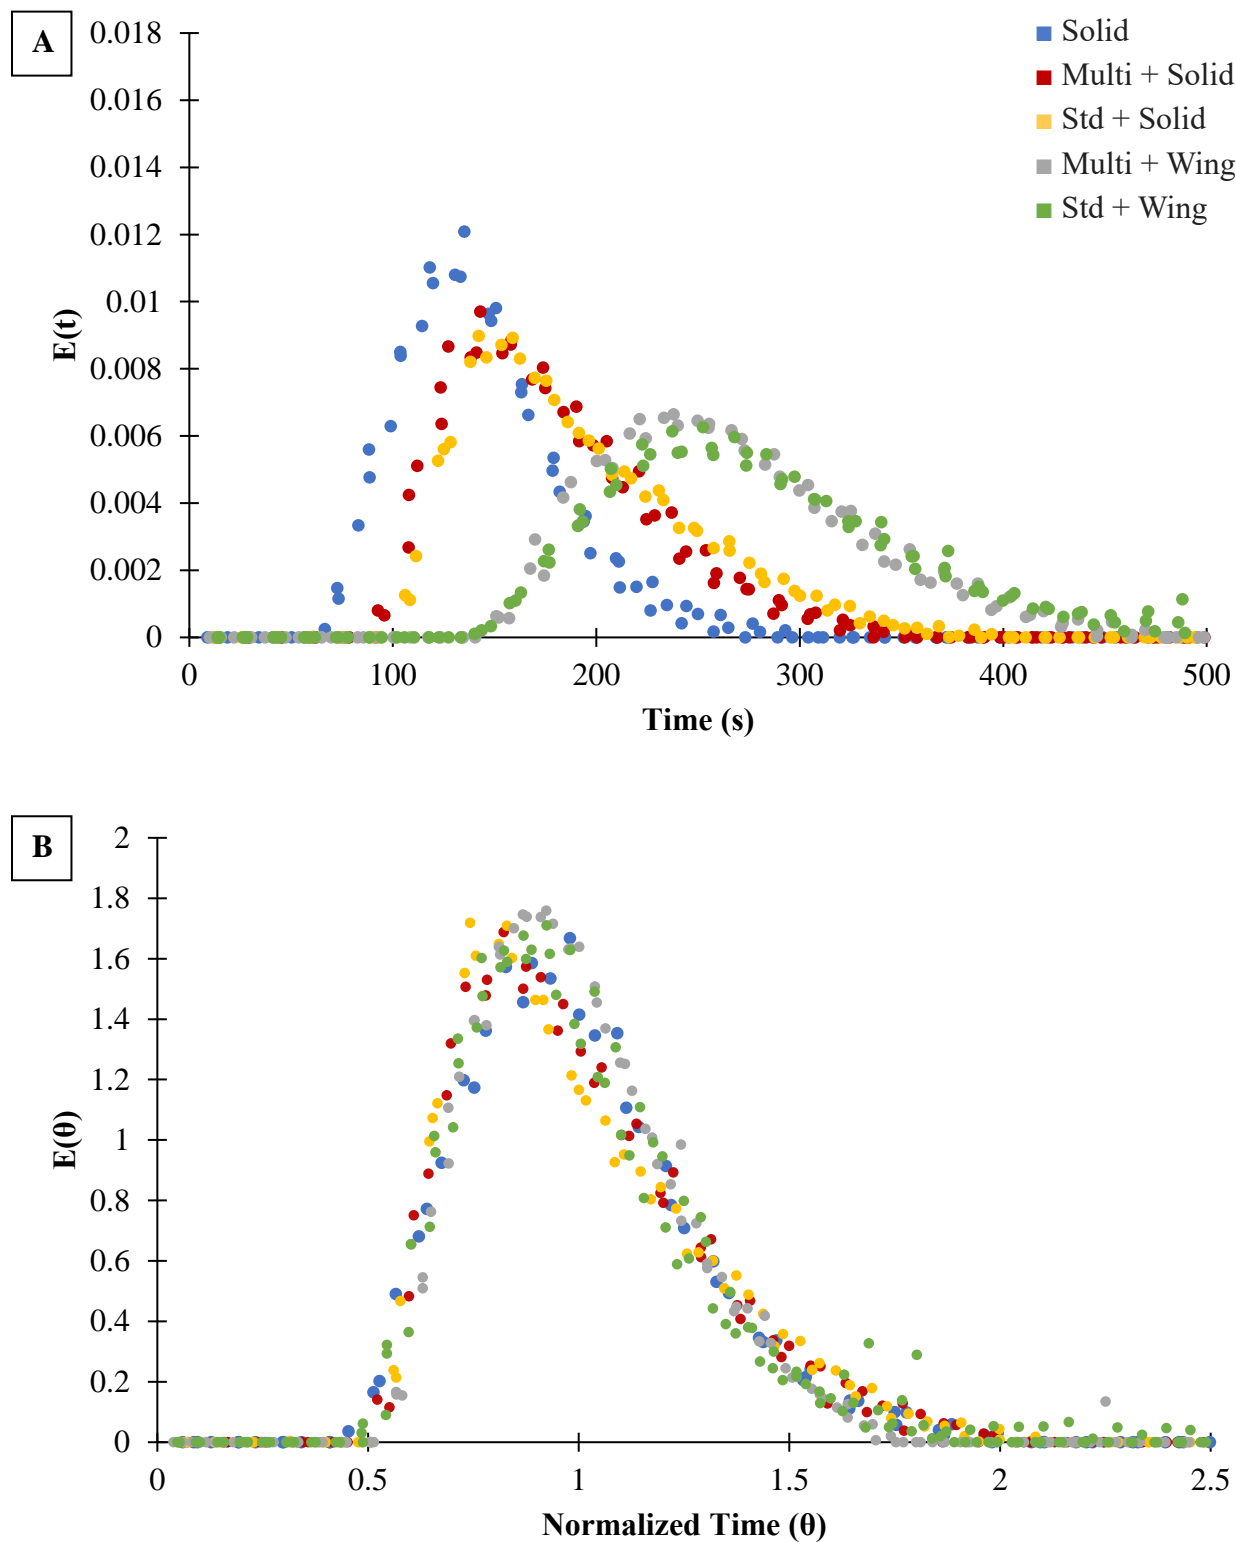 A
0.018
0.016
0.014
0.012
0.01
0.008
0.006
0.004
0.002
0
E(t)
0 100 200 300 400 500
Time (s)
Solid
Multi + Solid
Std + Solid
Multi + Wing
Std + Wing
B
2
1.8
1.6
1.4
1.2
1
0.8
0.6
0.4
0.2
0
E(θ)
0 0.5 1 1.5 2 2.5
Normalized Time (θ)